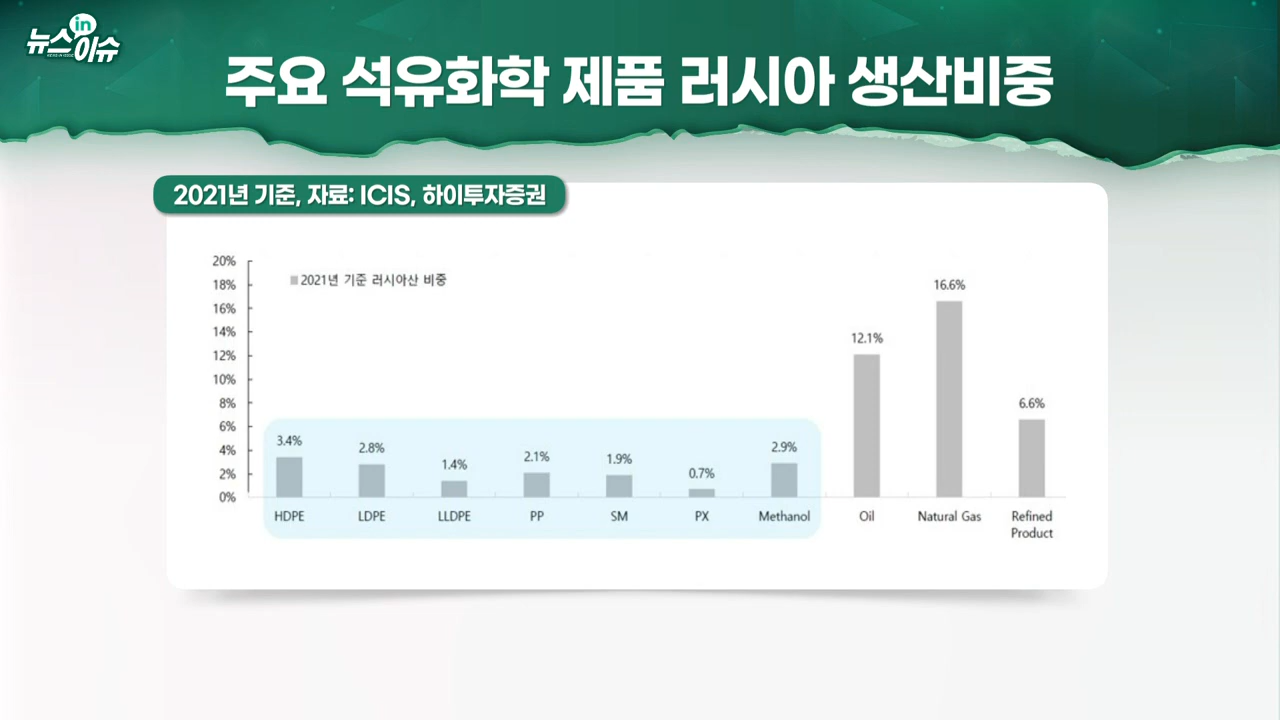 뉴스in이슈
주요 석유화학 제품 러시아 생산비중
2021년 기준, 자료: ICIS, 하이투자증권
2021년 기준 러시아산 비중
20%
18%
16%
14%
12%
10%
8%
6%
4%
2%
0%
3.4%
2.8%
1.4%
2.1%
1.9%
0.7%
2.9%
12.1%
16.6%
6.6%
HDPE
LDPE
LLDPE
PP
SM
PX
Methanol
Oil
Natural Gas
Refined
Product